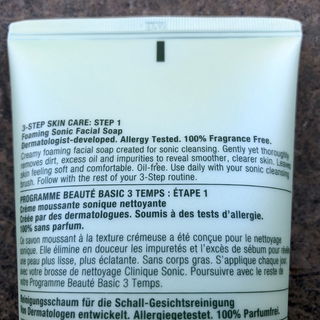 3-STEP SKIN CARE: STEP 1
Foaming Sonic Facial Soap
Dermatologist-developed. Allergy Tested. 100% Fragrance Free.
Creamy foaming facial soap created for sonic cleansing. Gently yet thoroughly
removes dirt, excess oil and impurities to reveal smoother, clearer skin. Leaves
skin feeling soft and comfortable. Oil-free. Use daily with your sonic cleansing
brush. Follow with the rest of your 3-Step routine.
PROGRAMME BEAUTÉ BASIC 3 TEMPS : ÉTAPE 1
Crème moussante sonique nettoyante
Créée par des dermatologues. Soumis à des tests d'allergie.
100% sans parfum.
Ce savon moussant à la texture crémeuse a été conçue pour le nettoyage
sonique. Elle élimine en douceur les impuretés et l'excès de sébum pour révéler
une peau plus lisse, plus éclatante. Sans corps gras. S'applique chaque jour
avec votre brosse de nettoyage Clinique Sonic. Poursuivre avec le reste de
votre Programme Beauté Basic 3 Temps.
Reinigungsschaum für die Schall-Gesichtsreinigung
Von Dermatologen entwickelt. Allergiegetestet. 100% Parfumfrei.